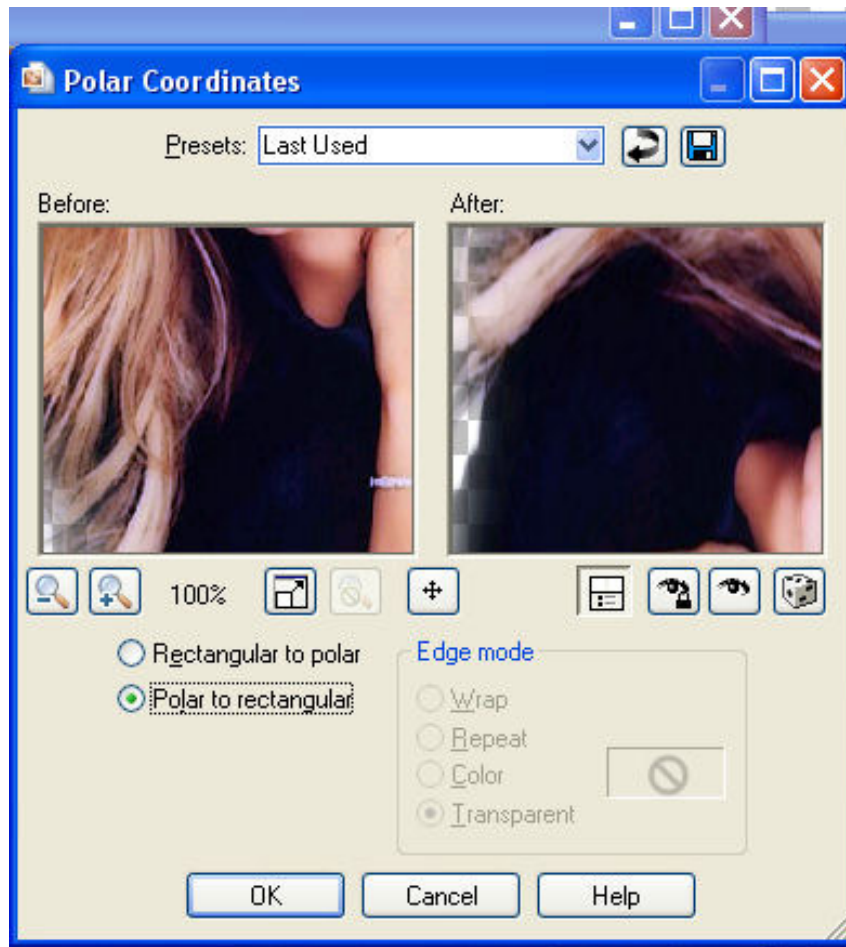 Polar Coordinates
Presets: Last Used
Before:
After:
100%
Rectangular to polar
Polar to rectangular
Edge mode
Wrap
Repeat
Color
Transparent
OK
Cancel
Help